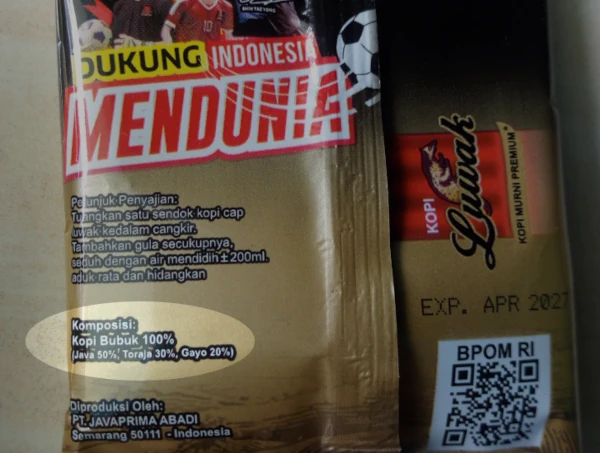 DUKUNG INDONESIA
MENDUNIA
Petunjuk Penyajian:
Tuangkan satu sendok kopi cap
luwak kedalam cangkir.
Tambahkan gula secukupnya,
seduh dengan air mendidih ± 200ml.
aduk rata dan hidangkan
Komposisi:
Kopi Bubuk 100%
(Java 50%, Toraja 30%, Gayo 20%)
Diproduksi Oleh:
PT. JAVAPRIMA ABADI
Semarang 50111 - Indonesia
KOPI
Luwak
KOPI MURNI PREMIUM
EXP. APR 2027
BPOM RI